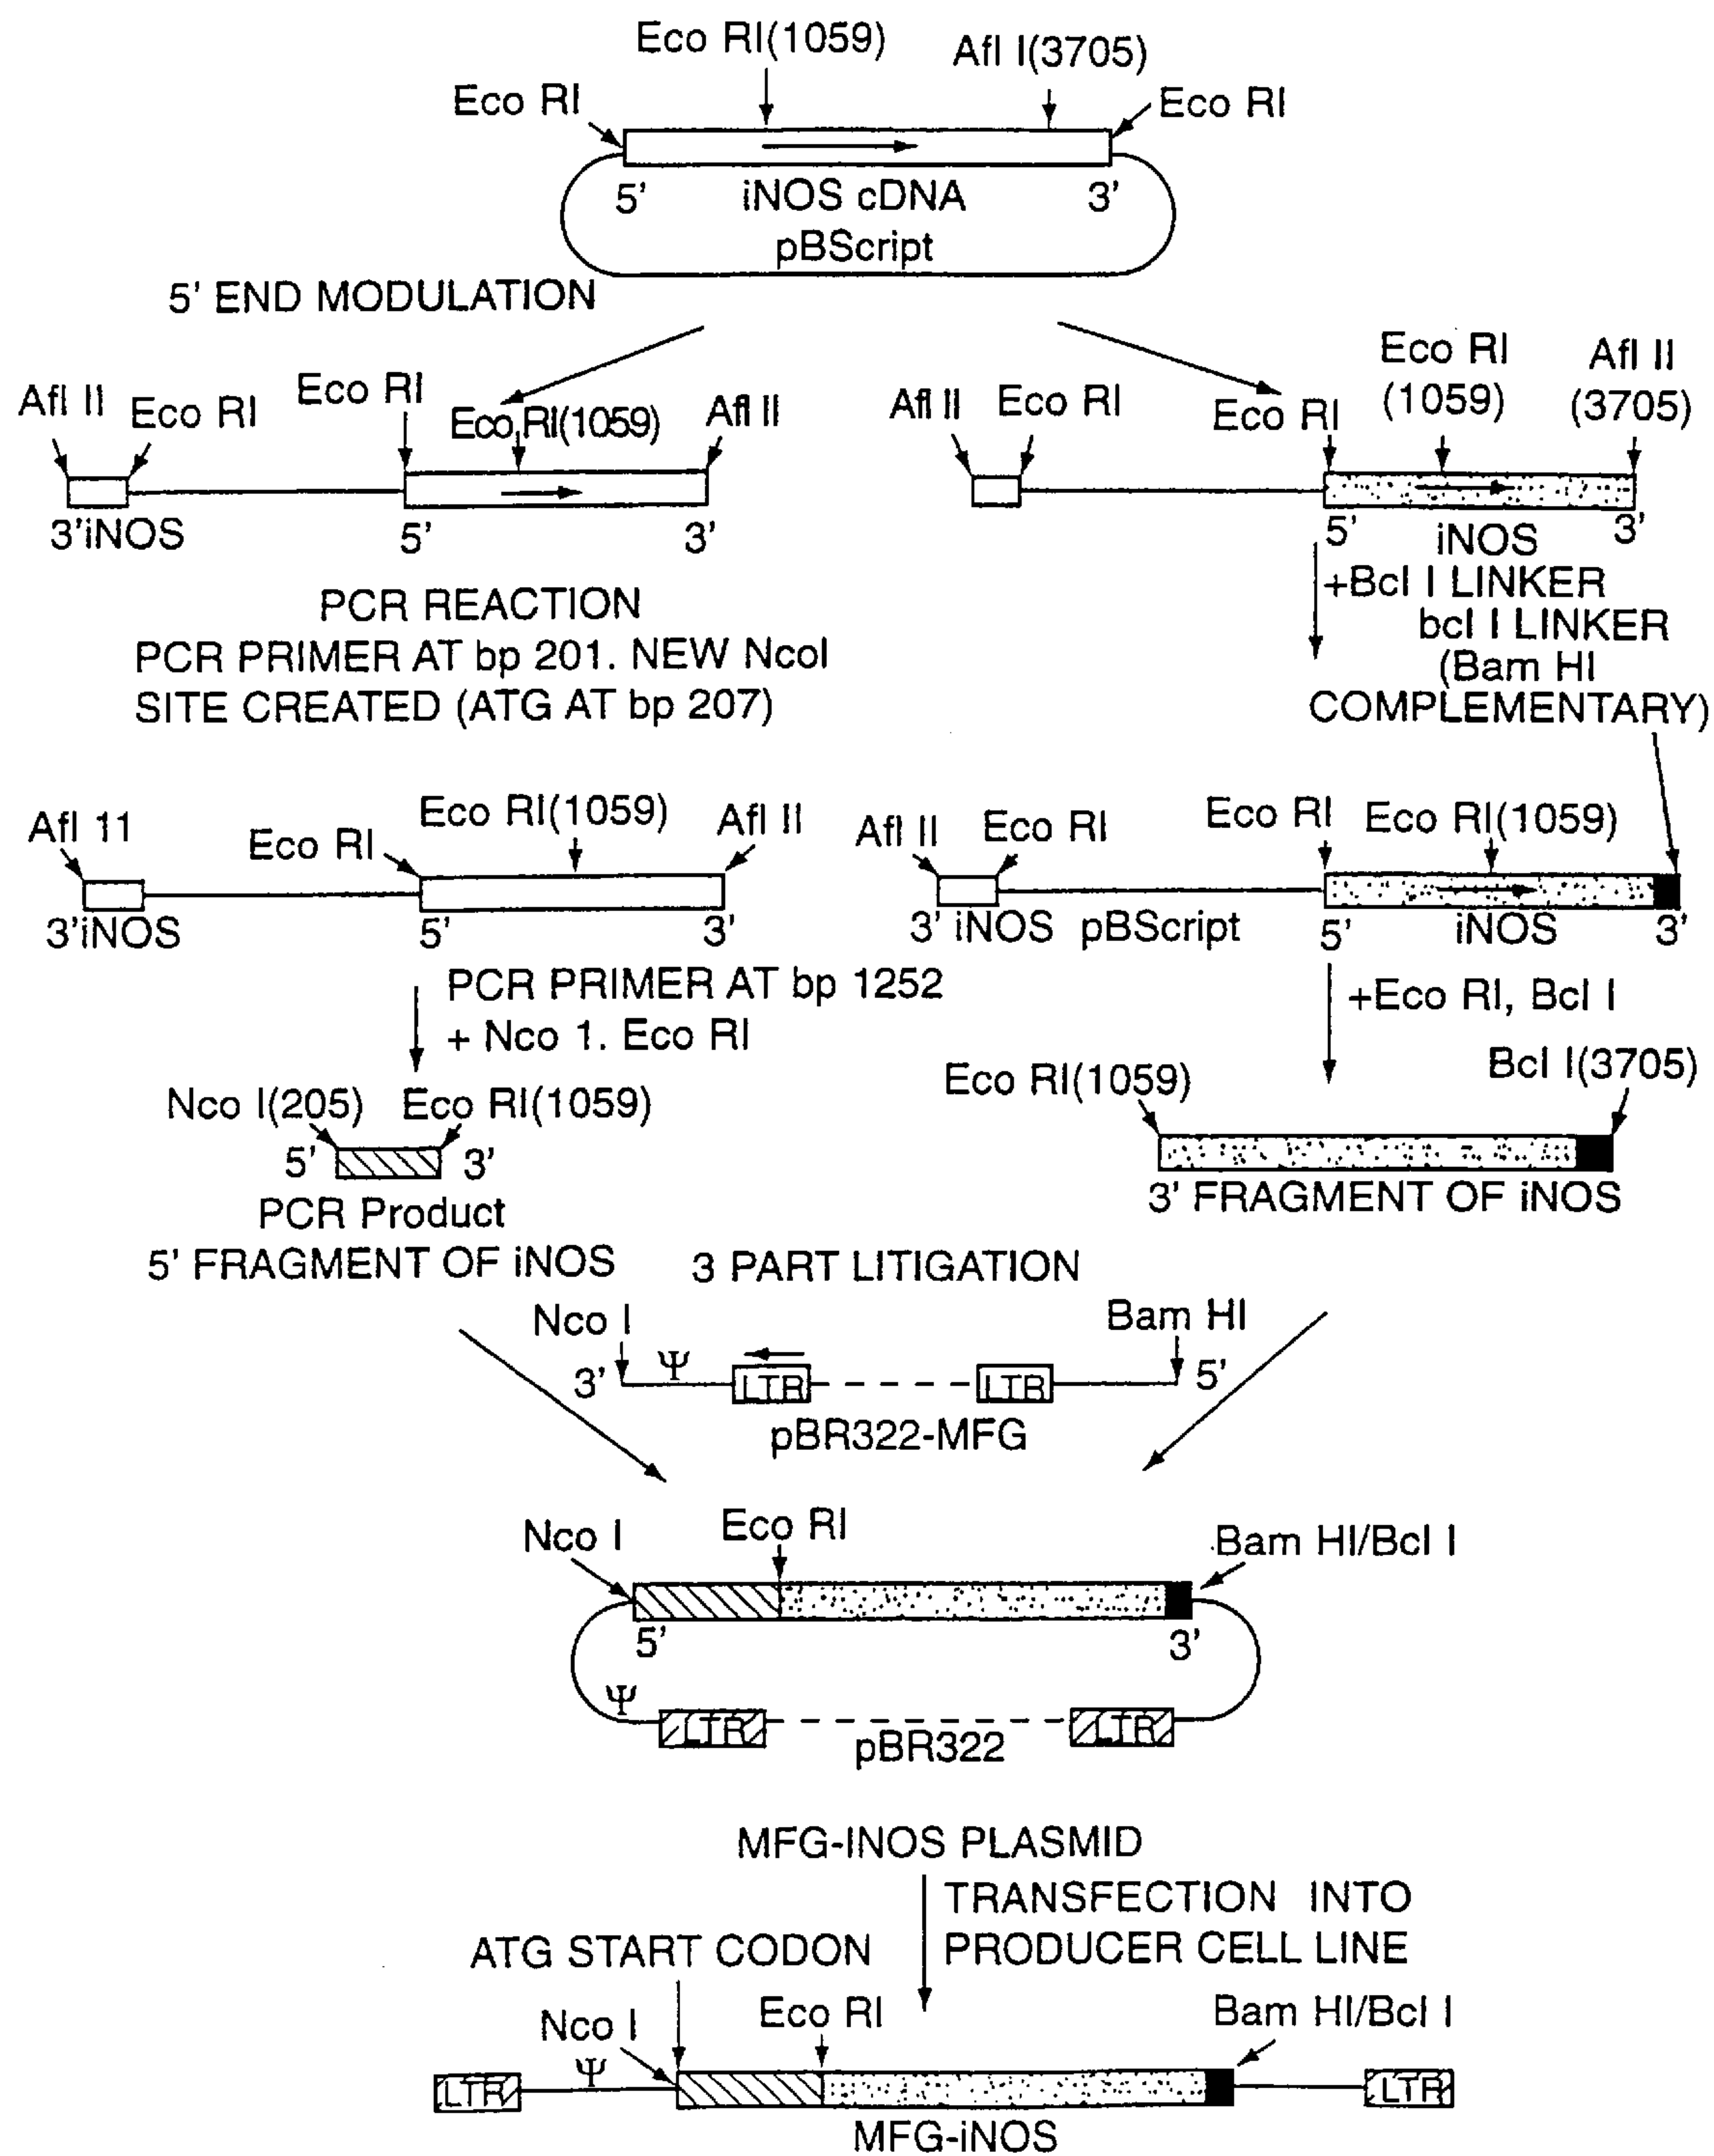 Eco RI(1059)
Afl I(3705)
Eco RI
Eco RI
5'
iNOS cDNA
3'
pBScript
5' END MODULATION
Afl II
Eco RI
Eco RI
Eco RI(1059)
Afl II
3'iNOS
5'
3'
Afl II
Eco RI
Eco RI
Eco RI
(1059)
Afl II
(3705)
5'
iNOS
3'
PCR REACTION
PCR PRIMER AT bp 201. NEW NcoI
SITE CREATED (ATG AT bp 207)
+Bcl I LINKER
bcl I LINKER
(Bam HI
COMPLEMENTARY)
Afl 11
Eco RI
Eco RI(1059)
Afl II
3'iNOS
5'
3'
Afl II
Eco RI
Eco RI
Eco RI(1059)
3' iNOS
pBScript
5'
iNOS
3'
PCR PRIMER AT bp 1252
+ Nco 1. Eco RI
+Eco RI, Bcl I
Nco I(205)
Eco RI(1059)
5'
3'
PCR Product
5' FRAGMENT OF iNOS
Eco RI(1059)
Bcl I(3705)
3' FRAGMENT OF iNOS
3 PART LITIGATION
Nco I
Bam HI
3'
Ψ
LTR
LTR
5'
pBR322-MFG
Nco I
Eco RI
Bam HI/Bcl I
5'
3'
Ψ
LTR
pBR322
LTR
MFG-INOS PLASMID
TRANSFECTION INTO
PRODUCER CELL LINE
ATG START CODON
Nco I
Eco RI
Bam HI/Bcl I
LTR
Ψ
LTR
MFG-iNOS